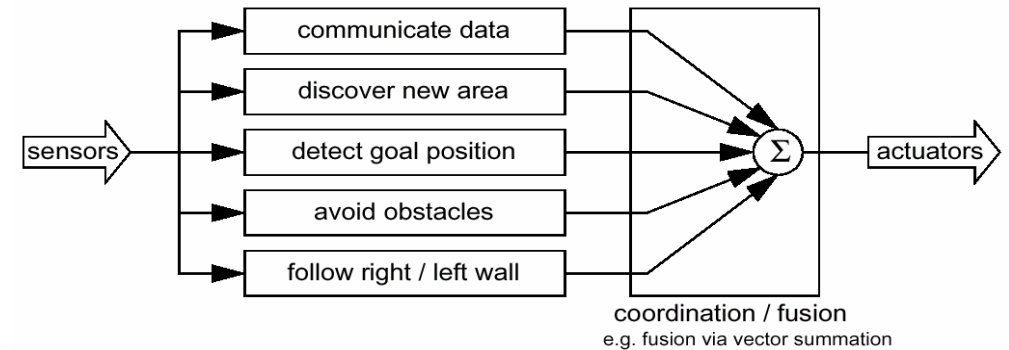 communicate data
discover new area
sensors
detect goal position
Σ
actuators
avoid obstacles
follow right / left wall
coordination / fusion
e.g. fusion via vector summation